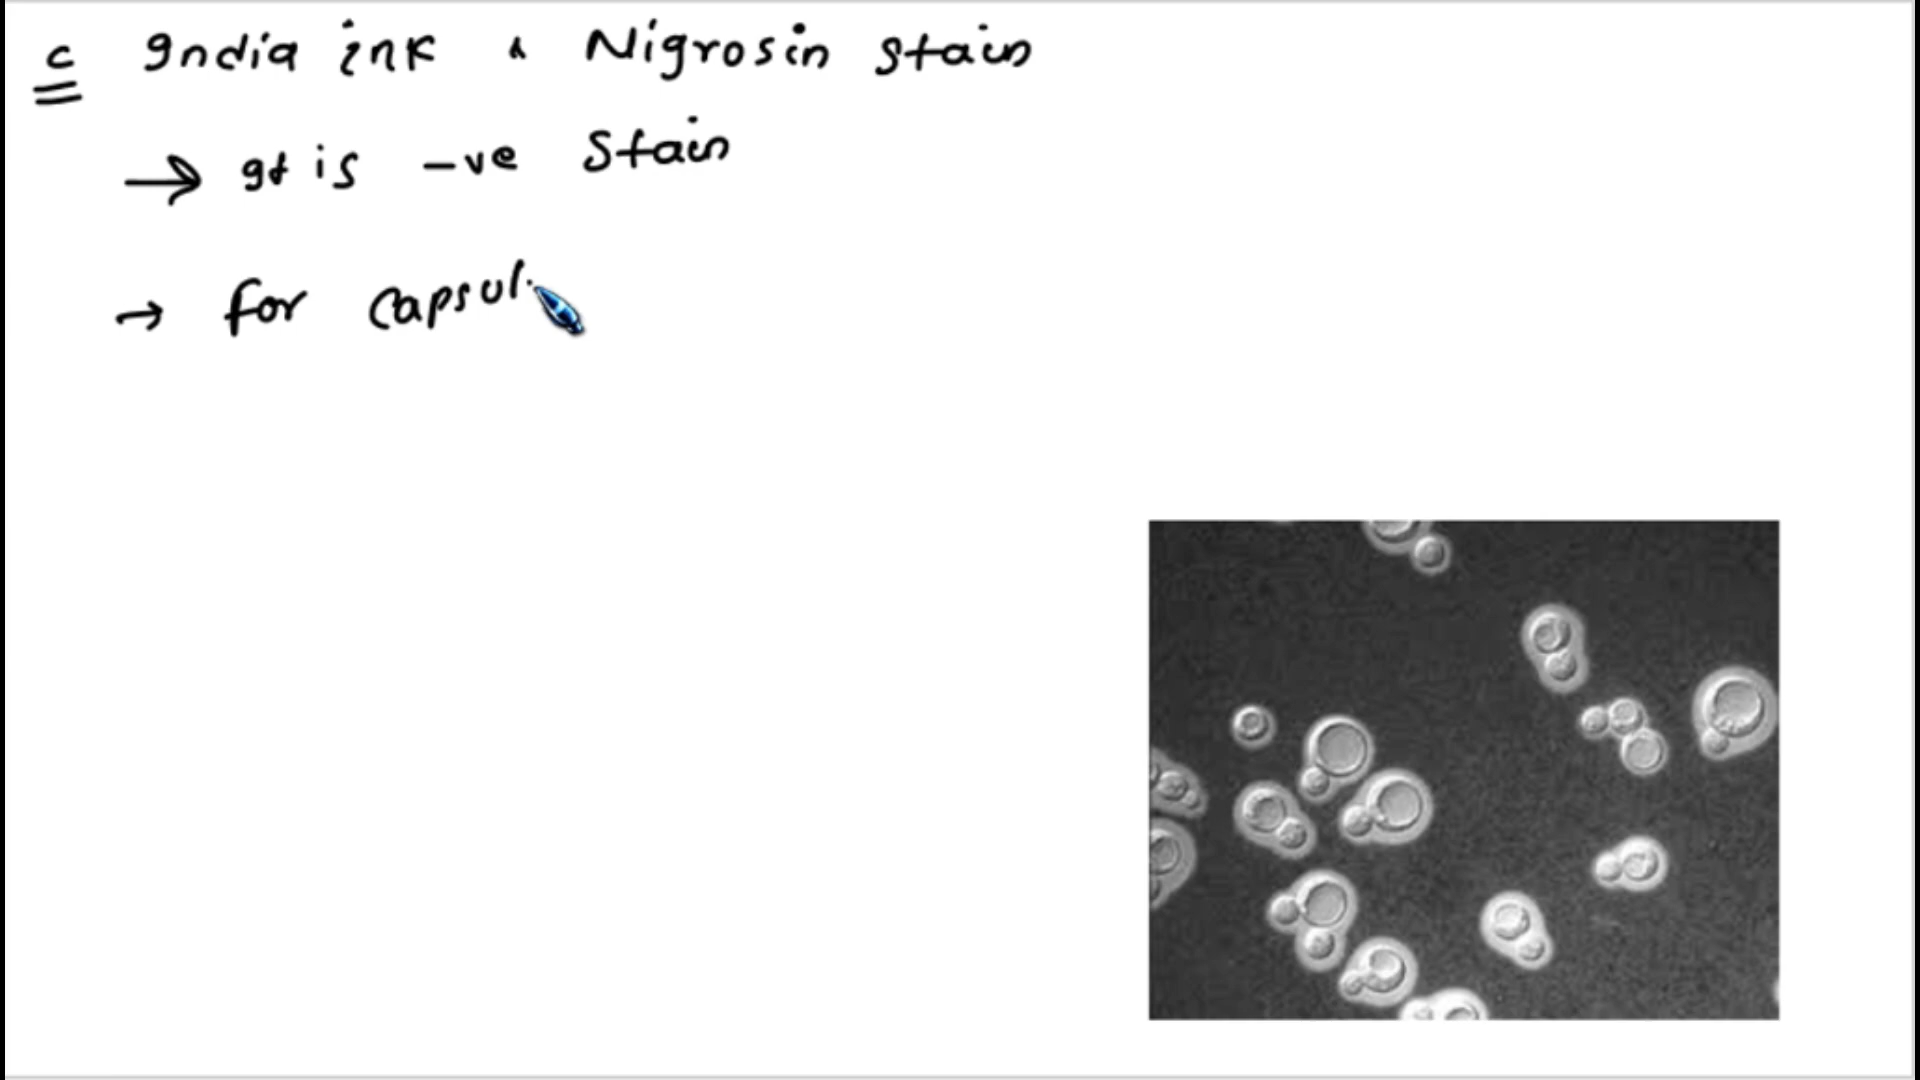 c India ink & Nigrosin stain
→ It is -ve Stain
→ for capsul